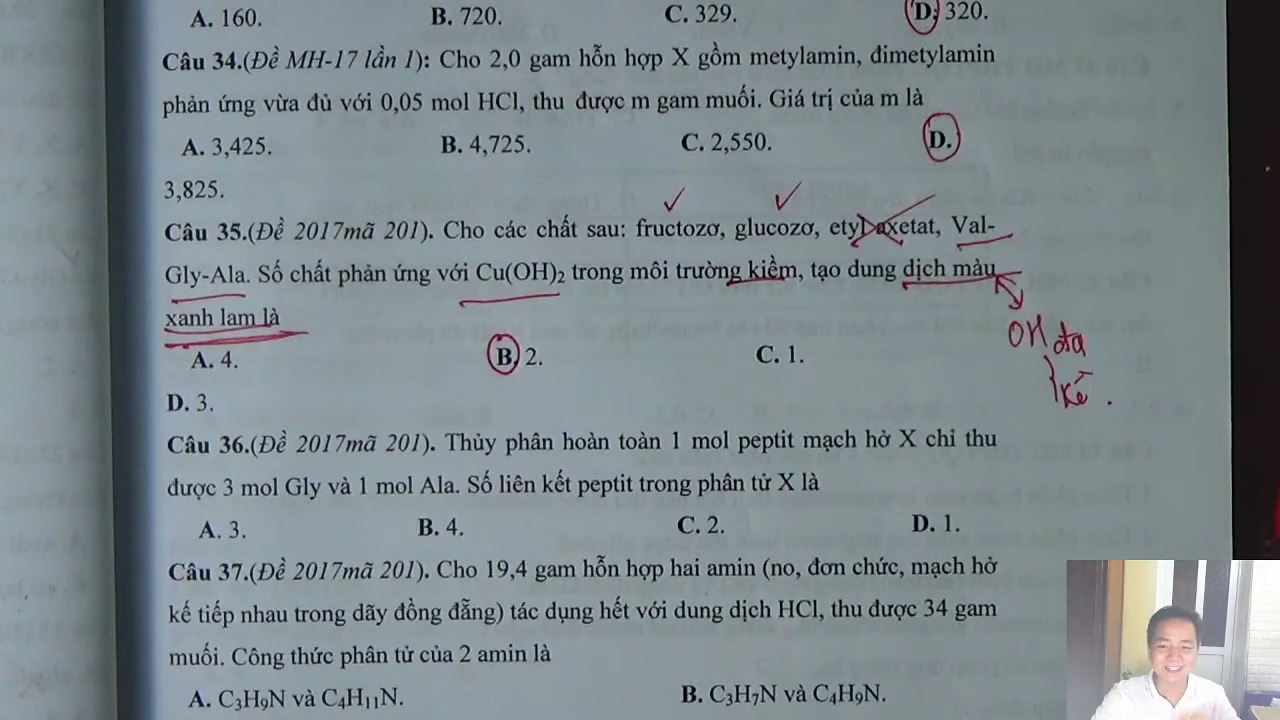 A. 160. B. 720. C. 329. D. 320.
Câu 34.(Đề MH-17 lần 1): Cho 2,0 gam hỗn hợp X gồm metylamin, đimetylamin
phản ứng vừa đủ với 0,05 mol HCl, thu được m gam muối. Giá trị của m là
A. 3,425. B. 4,725. C. 2,550. D.
3,825.
Câu 35.(Đề 2017mã 201). Cho các chất sau: fructozơ, glucozơ, etyl axetat, Val-
Gly-Ala. Số chất phản ứng với Cu(OH)₂ trong môi trường kiềm, tạo dung dịch màu
xanh lam là
OH đa
A. 4. B. 2. C. 1.
kề.
D. 3.
Câu 36.(Đề 2017mã 201). Thủy phân hoàn toàn 1 mol peptit mạch hở X chỉ thu
được 3 mol Gly và 1 mol Ala. Số liên kết peptit trong phân tử X là
A. 3. B. 4. C. 2. D. 1.
Câu 37.(Đề 2017mã 201). Cho 19,4 gam hỗn hợp hai amin (no, đơn chức, mạch hở
kế tiếp nhau trong dãy đồng đẳng) tác dụng hết với dung dịch HCl, thu được 34 gam
muối. Công thức phân tử của 2 amin là
A. C₃H₉N và C₄H₁₁N. B. C₃H₇N và C₄H₉N.